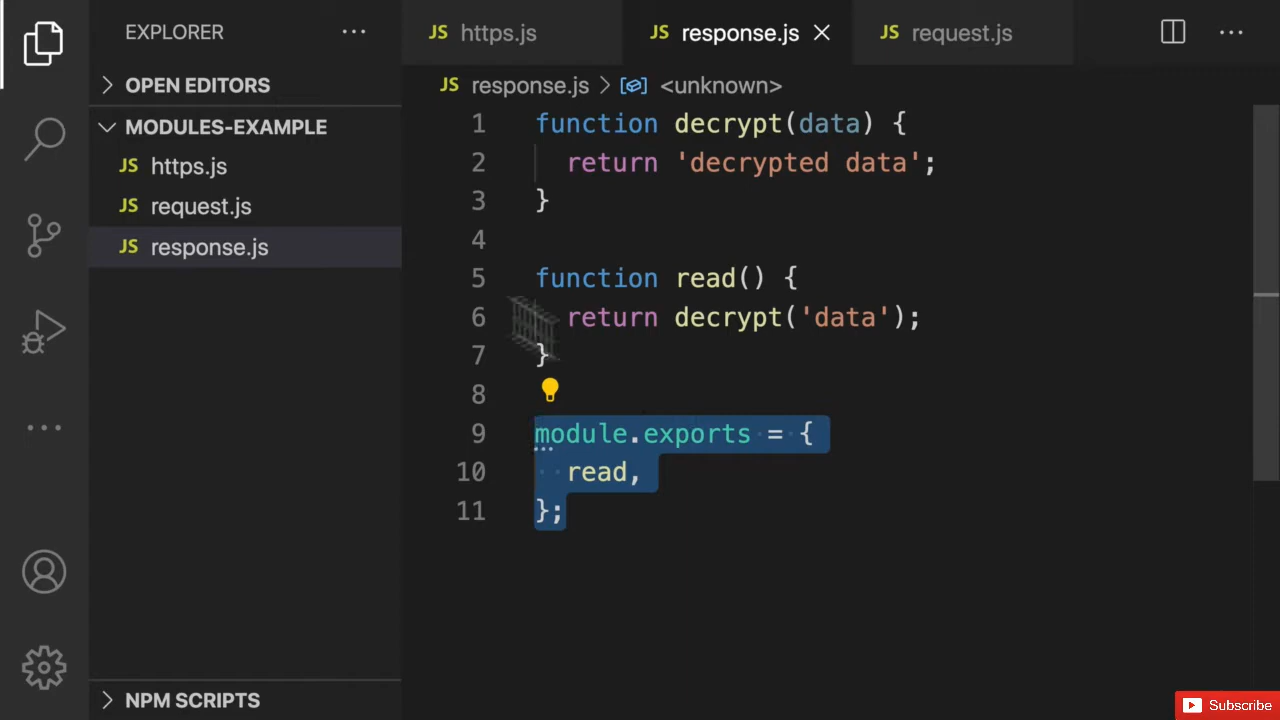 EXPLORER
OPEN EDITORS
MODULES-EXAMPLE
JS https.js
JS request.js
JS response.js
NPM SCRIPTS
JS https.js JS response.js JS request.js
JS response.js > <unknown>
1 function decrypt(data) {
2 return 'decrypted data';
3 }
4
5 function read() {
6 return decrypt('data');
7 }
8
9 module.exports = {
10 read,
11 };
Subscribe